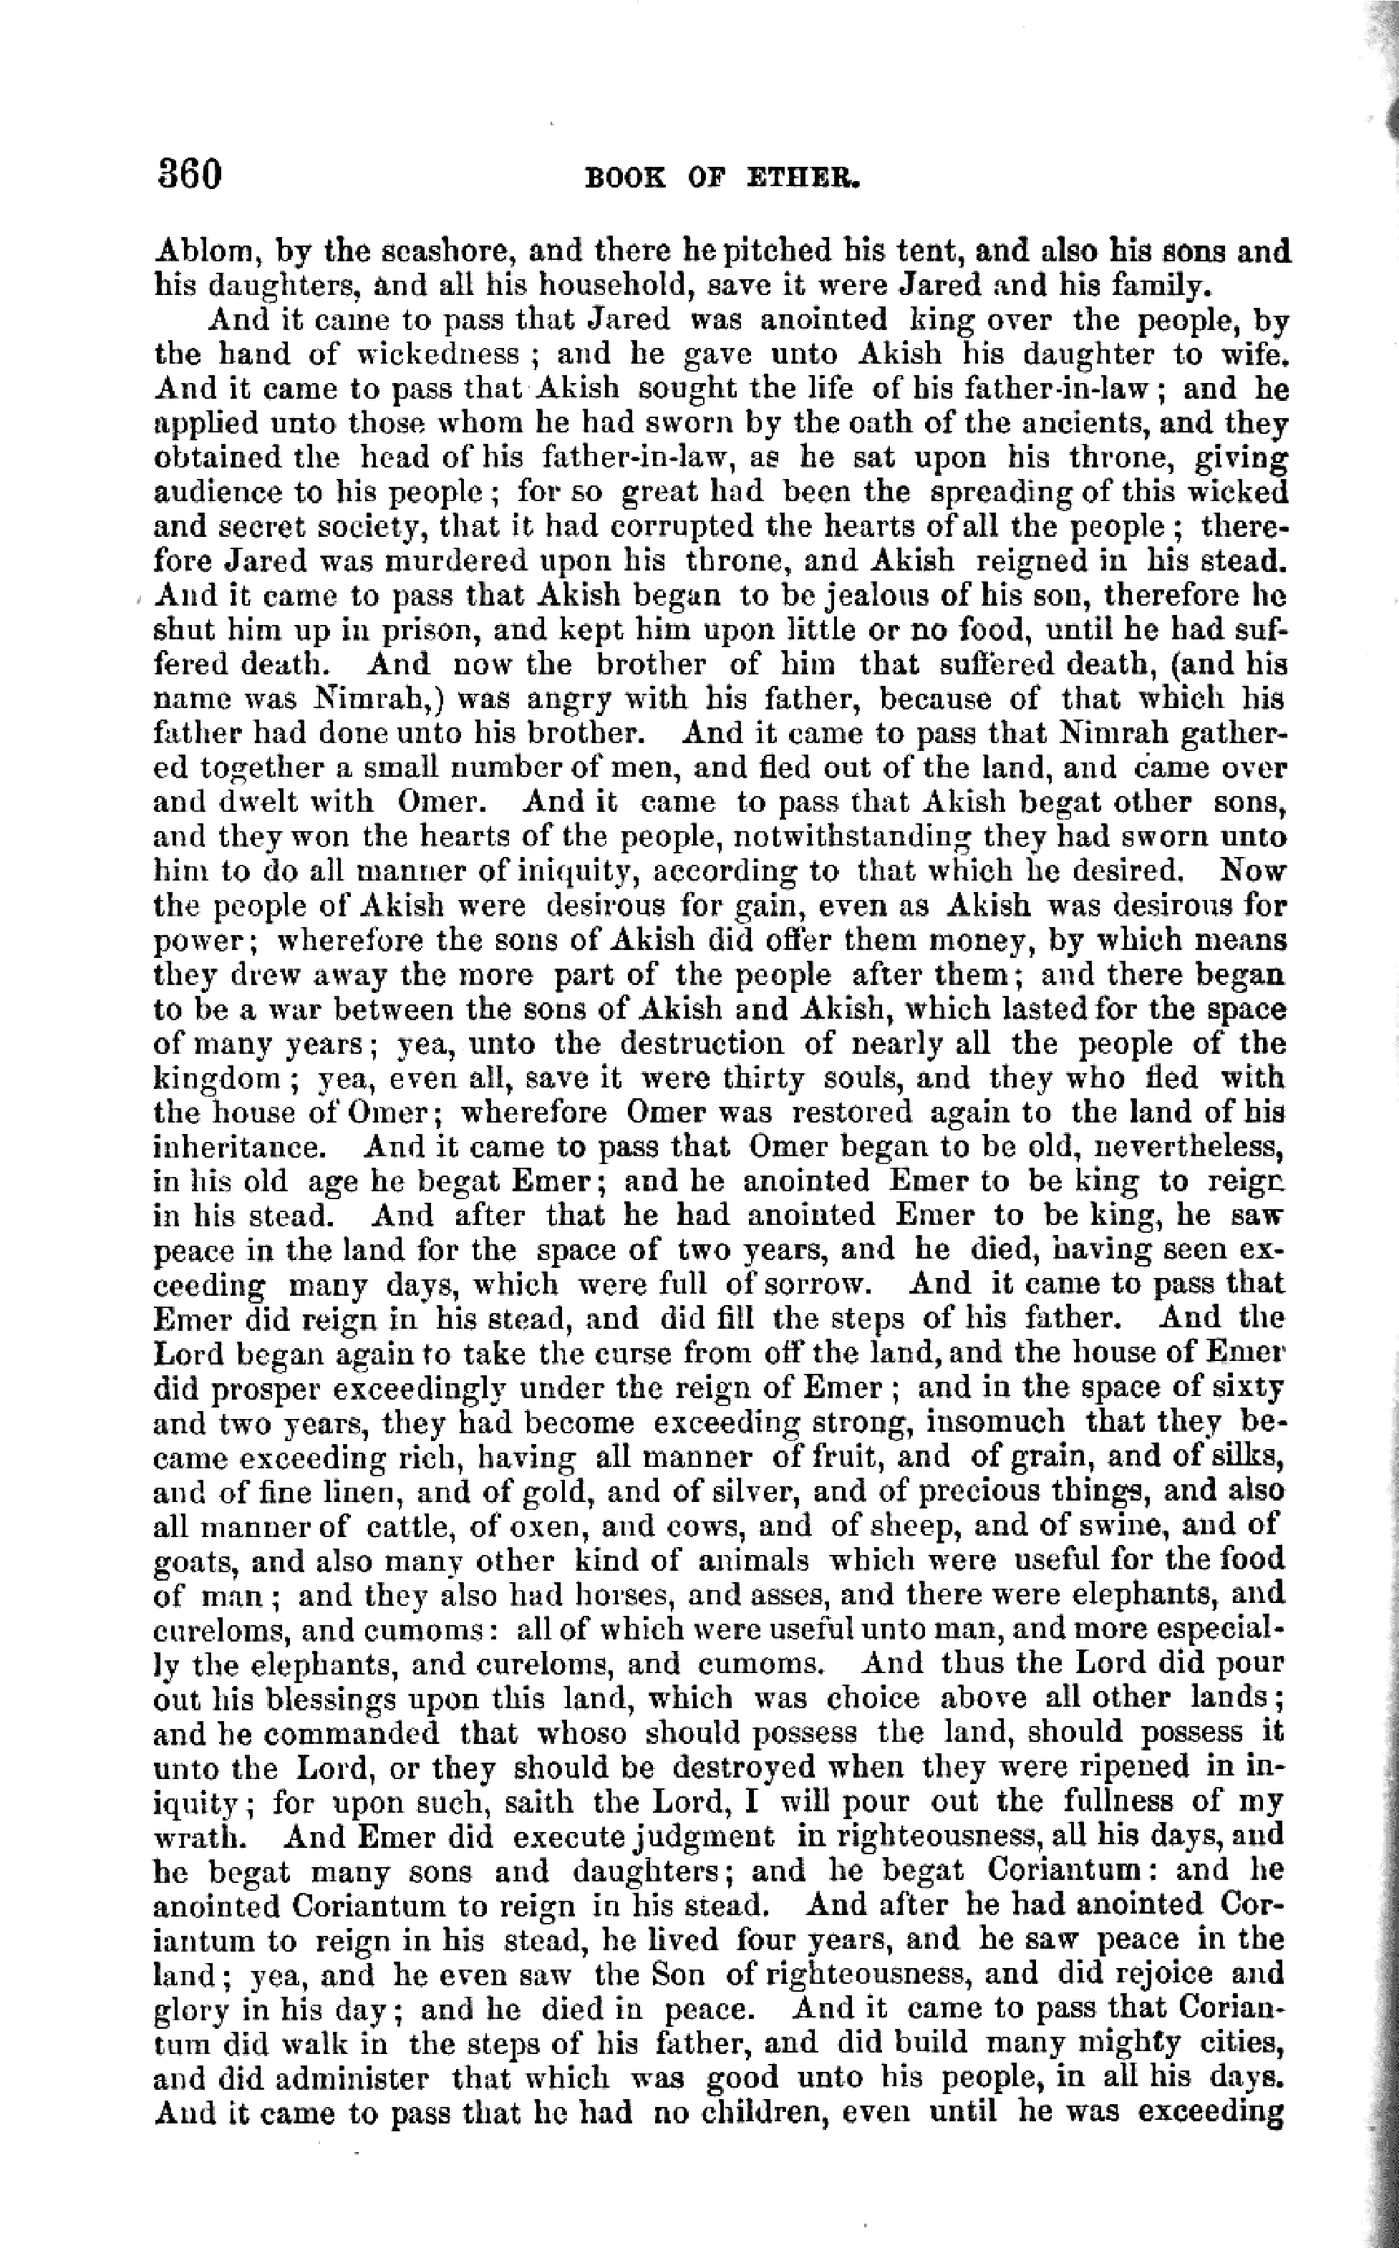 360 BOOK OF ETHER.
Ablom, by the seashore, and there he pitched his tent, and also his sons and
his daughters, and all his household, save it were Jared and his family.
And it came to pass that Jared was anointed king over the people, by
the hand of wickedness ; and he gave unto Akish his daughter to wife.
And it came to pass that Akish sought the life of his father-in-law ; and he
applied unto those whom he had sworn by the oath of the ancients, and they
obtained the head of his father-in-law, as he sat upon his throne, giving
audience to his people ; for so great had been the spreading of this wicked
and secret society, that it had corrupted the hearts of all the people ; there-
fore Jared was murdered upon his throne, and Akish reigned in his stead.
And it came to pass that Akish began to be jealous of his son, therefore he
shut him up in prison, and kept him upon little or no food, until he had suf-
fered death. And now the brother of him that suffered death, (and his
name was Nimrah,) was angry with his father, because of that which his
father had done unto his brother. And it came to pass that Nimrah gather-
ed together a small number of men, and fled out of the land, and came over
and dwelt with Omer. And it came to pass that Akish begat other sons,
and they won the hearts of the people, notwithstanding they had sworn unto
him to do all manner of iniquity, according to that which he desired. Now
the people of Akish were desirous for gain, even as Akish was desirous for
power; wherefore the sons of Akish did offer them money, by which means
they drew away the more part of the people after them; and there began
to be a war between the sons of Akish and Akish, which lasted for the space
of many years; yea, unto the destruction of nearly all the people of the
kingdom ; yea, even all, save it were thirty souls, and they who fled with
the house of Omer; wherefore Omer was restored again to the land of his
inheritance. And it came to pass that Omer began to be old, nevertheless,
in his old age he begat Emer; and he anointed Emer to be king to reign
in his stead. And after that he had anointed Emer to be king, he saw
peace in the land for the space of two years, and he died, having seen ex-
ceeding many days, which were full of sorrow. And it came to pass that
Emer did reign in his stead, and did fill the steps of his father. And the
Lord began again to take the curse from off the land, and the house of Emer
did prosper exceedingly under the reign of Emer ; and in the space of sixty
and two years, they had become exceeding strong, insomuch that they be-
came exceeding rich, having all manner of fruit, and of grain, and of silks,
and of fine linen, and of gold, and of silver, and of precious things, and also
all manner of cattle, of oxen, and cows, and of sheep, and of swine, and of
goats, and also many other kind of animals which were useful for the food
of man ; and they also had horses, and asses, and there were elephants, and
cureloms, and cumoms: all of which were useful unto man, and more especial-
ly the elephants, and cureloms, and cumoms. And thus the Lord did pour
out his blessings upon this land, which was choice above all other lands;
and he commanded that whoso should possess the land, should possess it
unto the Lord, or they should be destroyed when they were ripened in in-
iquity; for upon such, saith the Lord, I will pour out the fullness of my
wrath. And Emer did execute judgment in righteousness, all his days, and
he begat many sons and daughters; and he begat Coriantum: and he
anointed Coriantum to reign in his stead. And after he had anointed Cor-
iantum to reign in his stead, he lived four years, and he saw peace in the
land; yea, and he even saw the Son of righteousness, and did rejoice and
glory in his day; and he died in peace. And it came to pass that Corian-
tum did walk in the steps of his father, and did build many mighty cities,
and did administer that which was good unto his people, in all his days.
And it came to pass that he had no children, even until he was exceeding